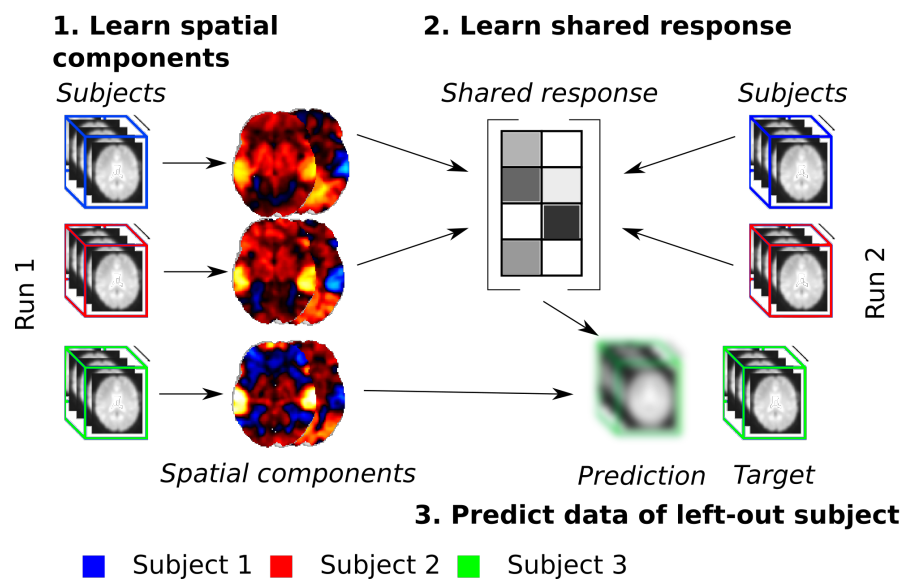 1. Learn spatial
components
2. Learn shared response
Subjects
Shared response
Subjects
Run 1
Run 2
Spatial components
Prediction
Target
3. Predict data of left-out subject
Subject 1
Subject 2
Subject 3